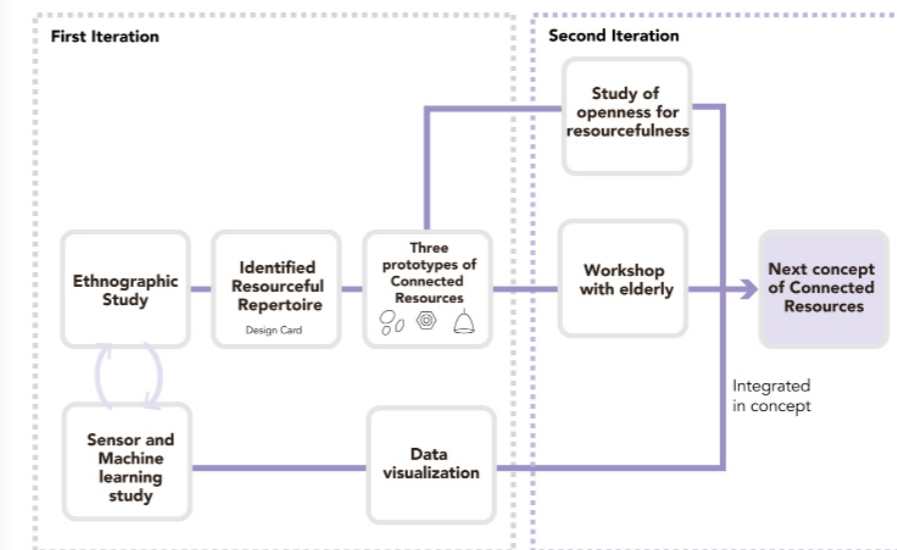 First Iteration
Second Iteration
Study of
openness for
resourcefulness
Ethnographic
Study
Identified
Resourceful
Repertoire
Design Card
Three
prototypes of
Connected
Resources
Workshop
with elderly
Next concept
of Connected
Resources
Integrated
in concept
Sensor and
Machine
learning
study
Data
visualization